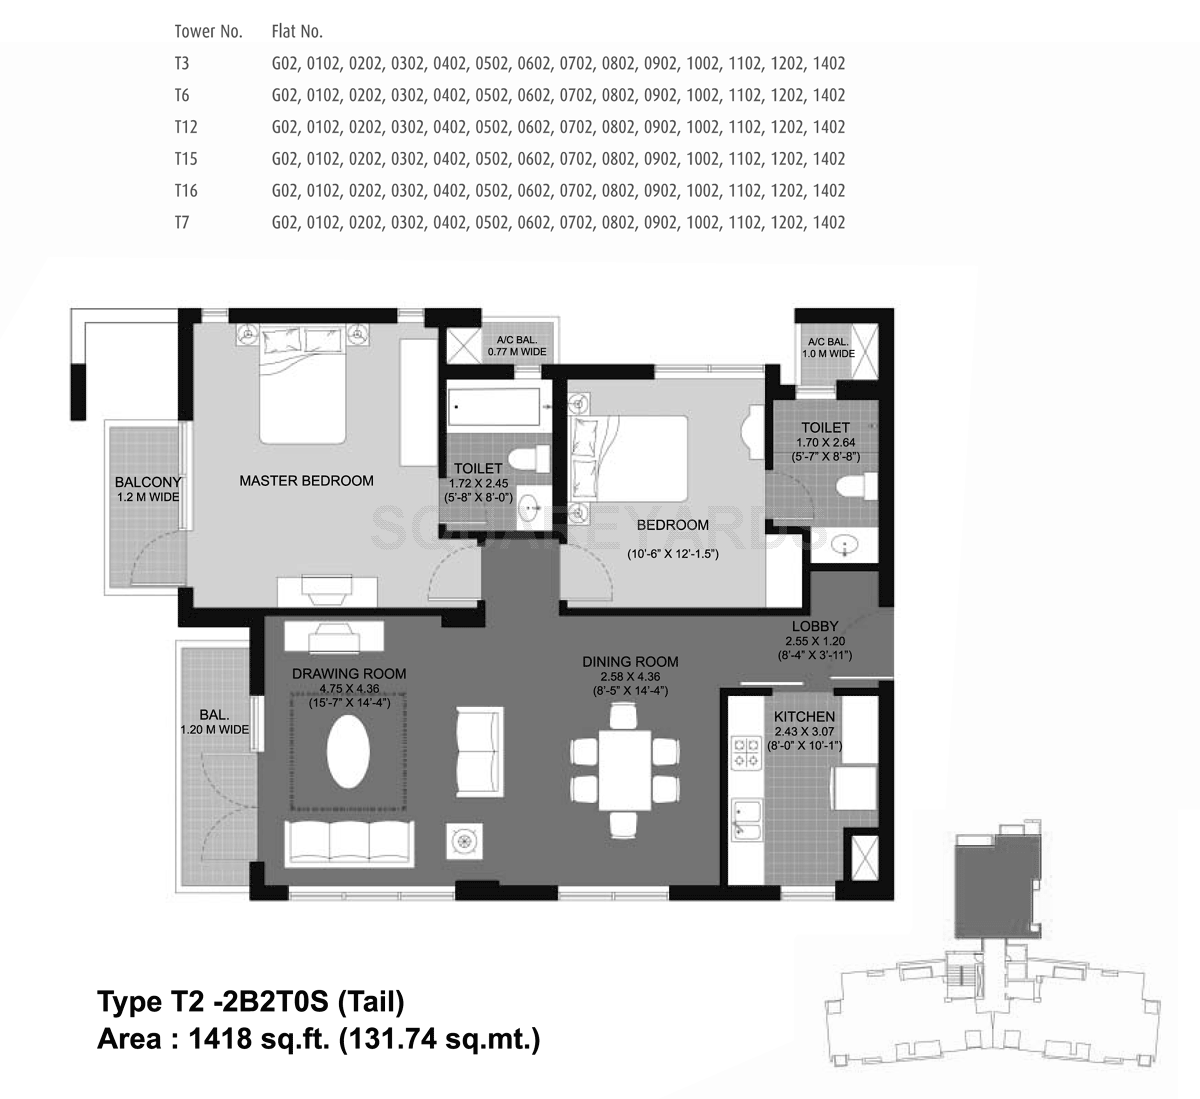 Tower No. Flat No.
T3 G02, 0102, 0202, 0302, 0402, 0502, 0602, 0702, 0802, 0902, 1002, 1102, 1202, 1402
T6 G02, 0102, 0202, 0302, 0402, 0502, 0602, 0702, 0802, 0902, 1002, 1102, 1202, 1402
T12 G02, 0102, 0202, 0302, 0402, 0502, 0602, 0702, 0802, 0902, 1002, 1102, 1202, 1402
T15 G02, 0102, 0202, 0302, 0402, 0502, 0602, 0702, 0802, 0902, 1002, 1102, 1202, 1402
T16 G02, 0102, 0202, 0302, 0402, 0502, 0602, 0702, 0802, 0902, 1002, 1102, 1202, 1402
T7 G02, 0102, 0202, 0302, 0402, 0502, 0602, 0702, 0802, 0902, 1002, 1102, 1202, 1402
A/C BAL.
0.77 M WIDE
A/C BAL.
1.0 M WIDE
TOILET
1.70 X 2.64
(5'-7" X 8'-8")
BALCONY
1.2 M WIDE
MASTER BEDROOM
TOILET
1.72 X 2.45
(5'-8" X 8'-0")
SQUAREYARDS
BEDROOM
(10'-6" X 12'-1.5")
LOBBY
2.55 X 1.20
(8'-4" X 3'-11")
DRAWING ROOM
4.75 X 4.36
(15'-7" X 14'-4")
DINING ROOM
2.58 X 4.36
(8'-5" X 14'-4")
BAL.
1.20 M WIDE
KITCHEN
2.43 X 3.07
(8'-0" X 10'-1")
Type T2 -2B2T0S (Tail)
Area : 1418 sq.ft. (131.74 sq.mt.)